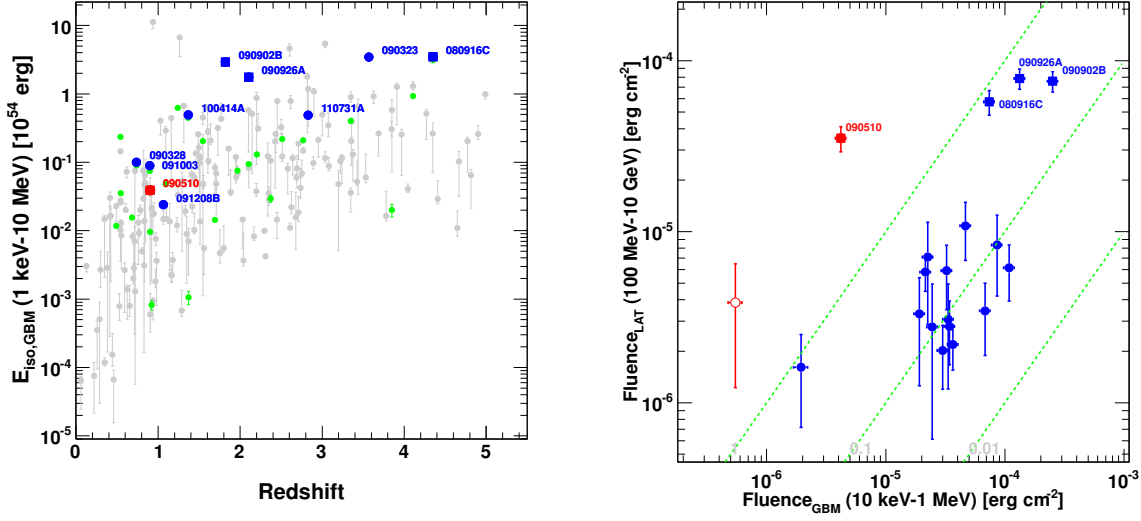 E_iso,GBM (1 keV-10 MeV) [10^54 erg]
10
1
10^-1
10^-2
10^-3
10^-4
10^-5
0
1
2
3
4
5
Redshift
090902B
090926A
090323
080916C
100414A
110731A
090328
091003
090510
091208B
Fluence_LAT (100 MeV-10 GeV) [erg cm^-2]
10^-4
10^-5
10^-6
10^-6
10^-5
10^-4
10^-3
Fluence_GBM (10 keV-1 MeV) [erg cm^-2]
090926A
090902B
080916C
090510
1
0.1
0.01